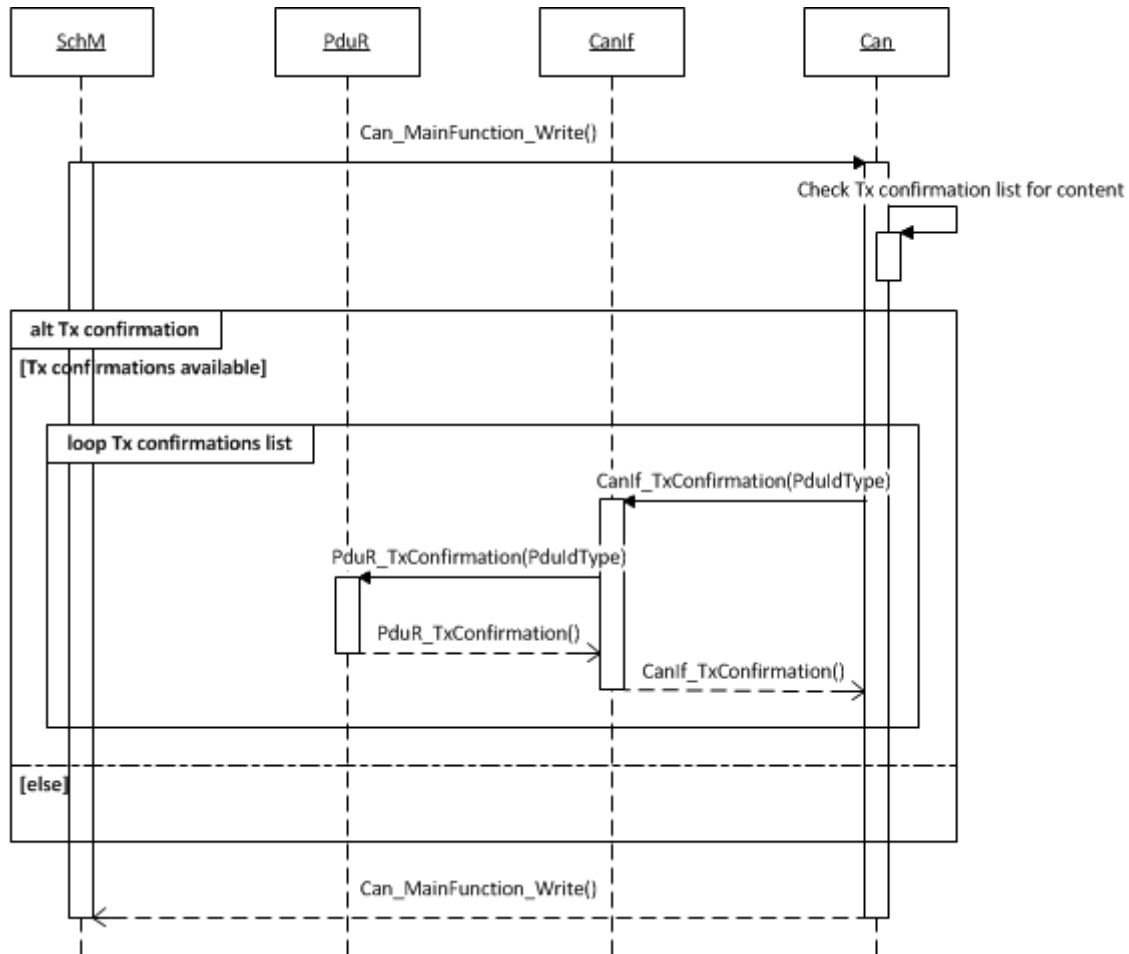 SchM
PduR
CanIf
Can
Can_MainFunction_Write()
Check Tx confirmation list for content
alt Tx confirmation
[Tx confirmations available]
loop Tx confirmations list
CanIf_TxConfirmation(PduIdType)
PduR_TxConfirmation(PduIdType)
PduR_TxConfirmation()
CanIf_TxConfirmation()
[else]
Can_MainFunction_Write()